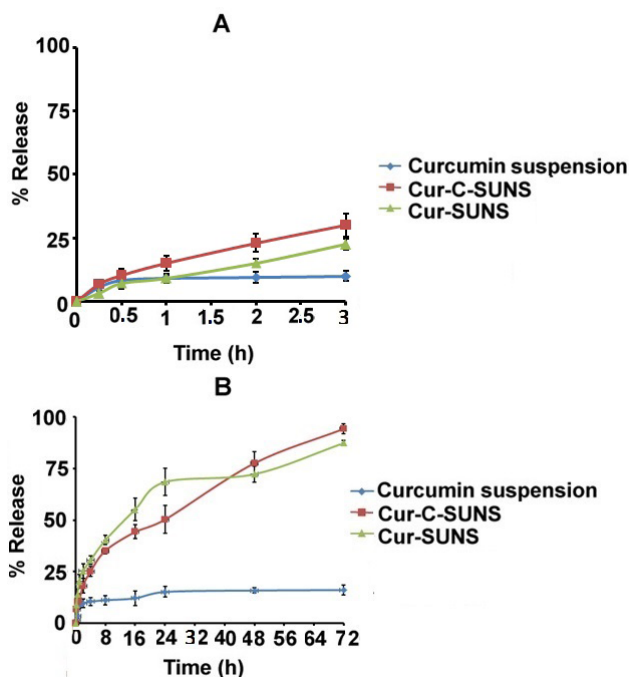 A
100
75
50
25
0
% Release
0 0.5 1 1.5 2 2.5 3
Time (h)
Curcumin suspension
Cur-C-SUNS
Cur-SUNS
B
100
75
50
25
0
% Release
0 8 16 24 32 40 48 56 64 72
Time (h)
Curcumin suspension
Cur-C-SUNS
Cur-SUNS